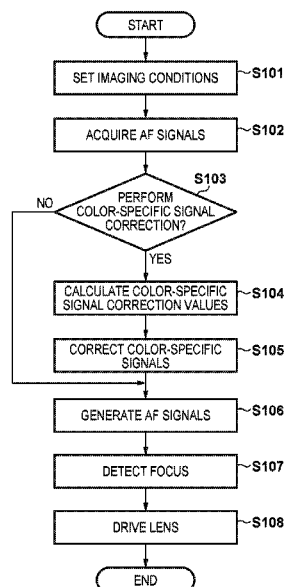 START
SET IMAGING CONDITIONS
S101
ACQUIRE AF SIGNALS
S102
S103
NO
PERFORM
COLOR-SPECIFIC SIGNAL
CORRECTION?
YES
CALCULATE COLOR-SPECIFIC
SIGNAL CORRECTION VALUES
S104
CORRECT COLOR-SPECIFIC
SIGNALS
S105
GENERATE AF SIGNALS
S106
DETECT FOCUS
S107
DRIVE LENS
S108
END